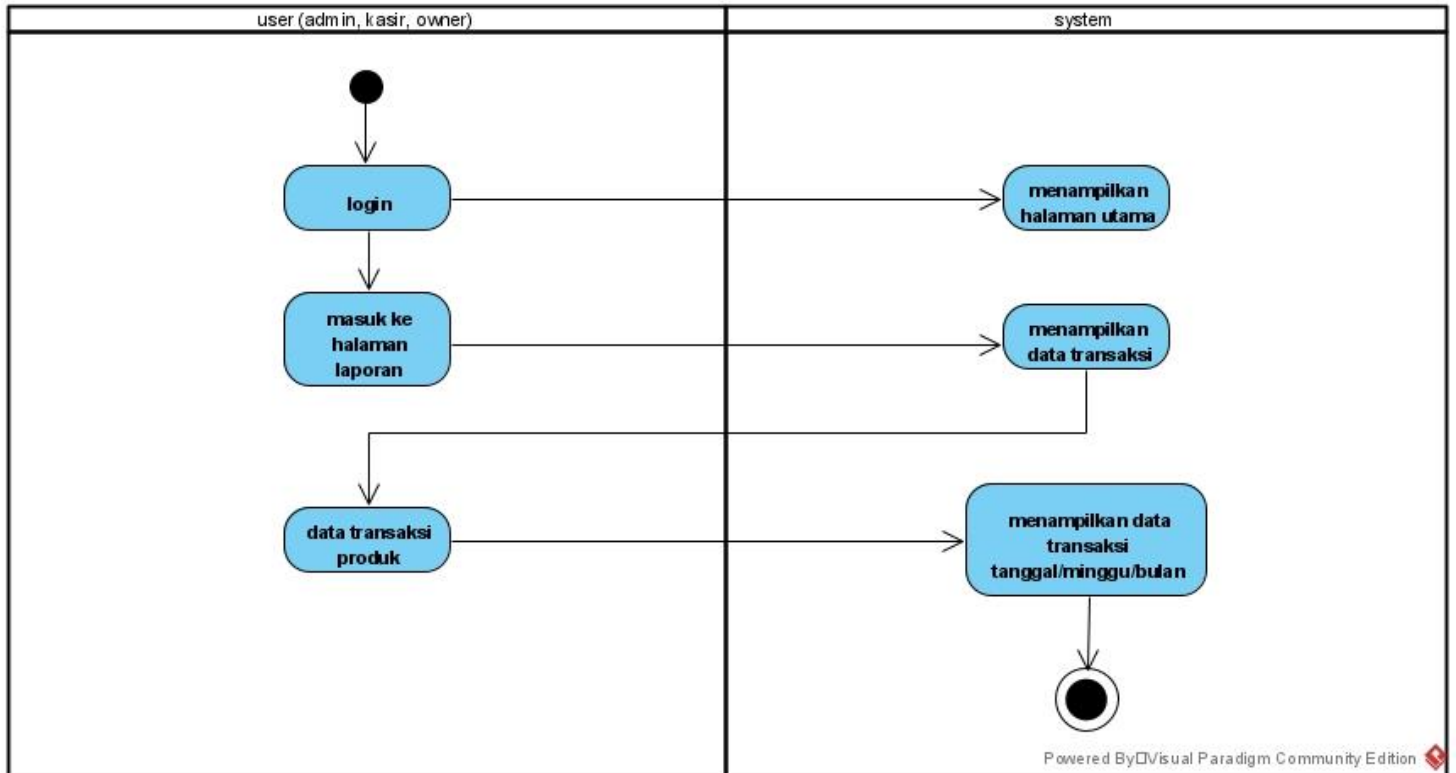 user (admin, kasir, owner)
system
login
menampilkan
halaman utama
masuk ke
halaman
laporan
menampilkan
data transaksi
data transaksi
produk
menampilkan data
transaksi
tanggal/minggu/bulan
Powered By□Visual Paradigm Community Edition